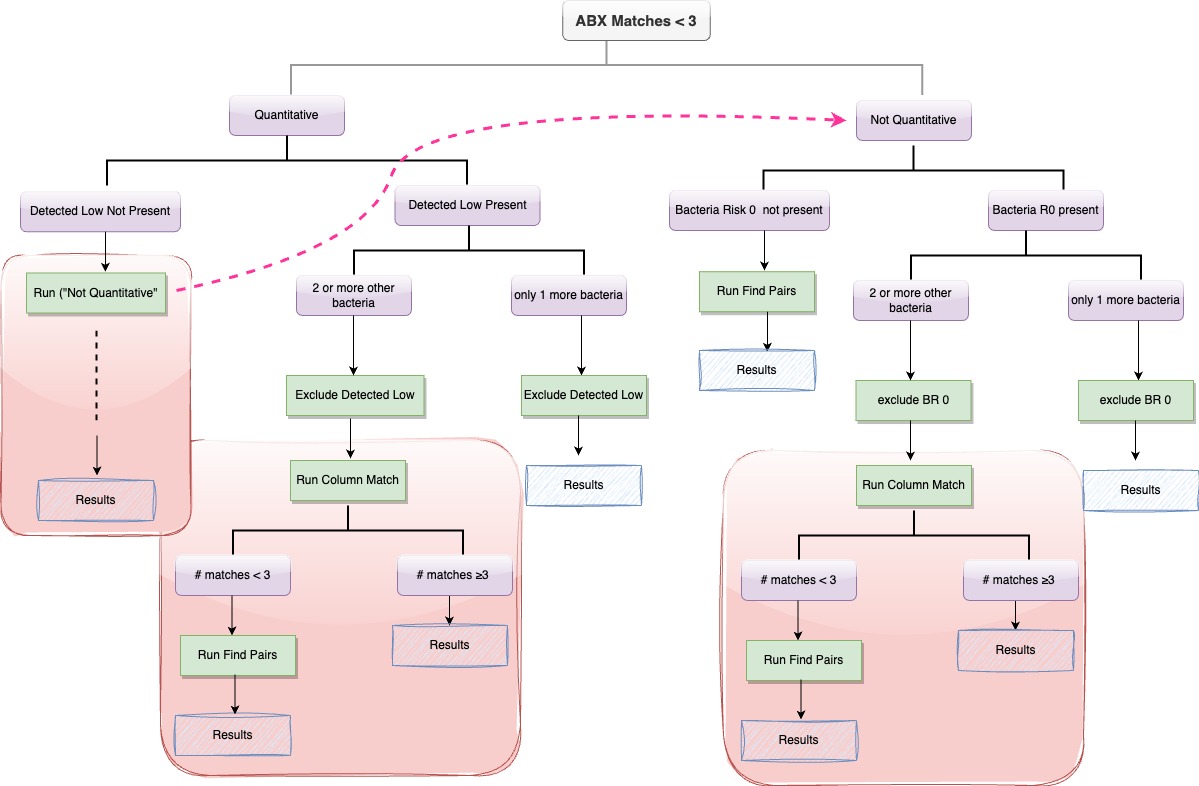 ABX Matches < 3
Quantitative
Not Quantitative
Detected Low Not Present
Detected Low Present
Bacteria Risk 0 not present
Bacteria R0 present
Run ("Not Quantitative"
2 or more other
bacteria
only 1 more bacteria
Run Find Pairs
2 or more other
bacteria
only 1 more bacteria
Results
Exclude Detected Low
Exclude Detected Low
exclude BR 0
exclude BR 0
Results
Run Column Match
Results
Run Column Match
Results
# matches < 3
# matches ≥3
# matches < 3
# matches ≥3
Run Find Pairs
Results
Run Find Pairs
Results
Results
Results